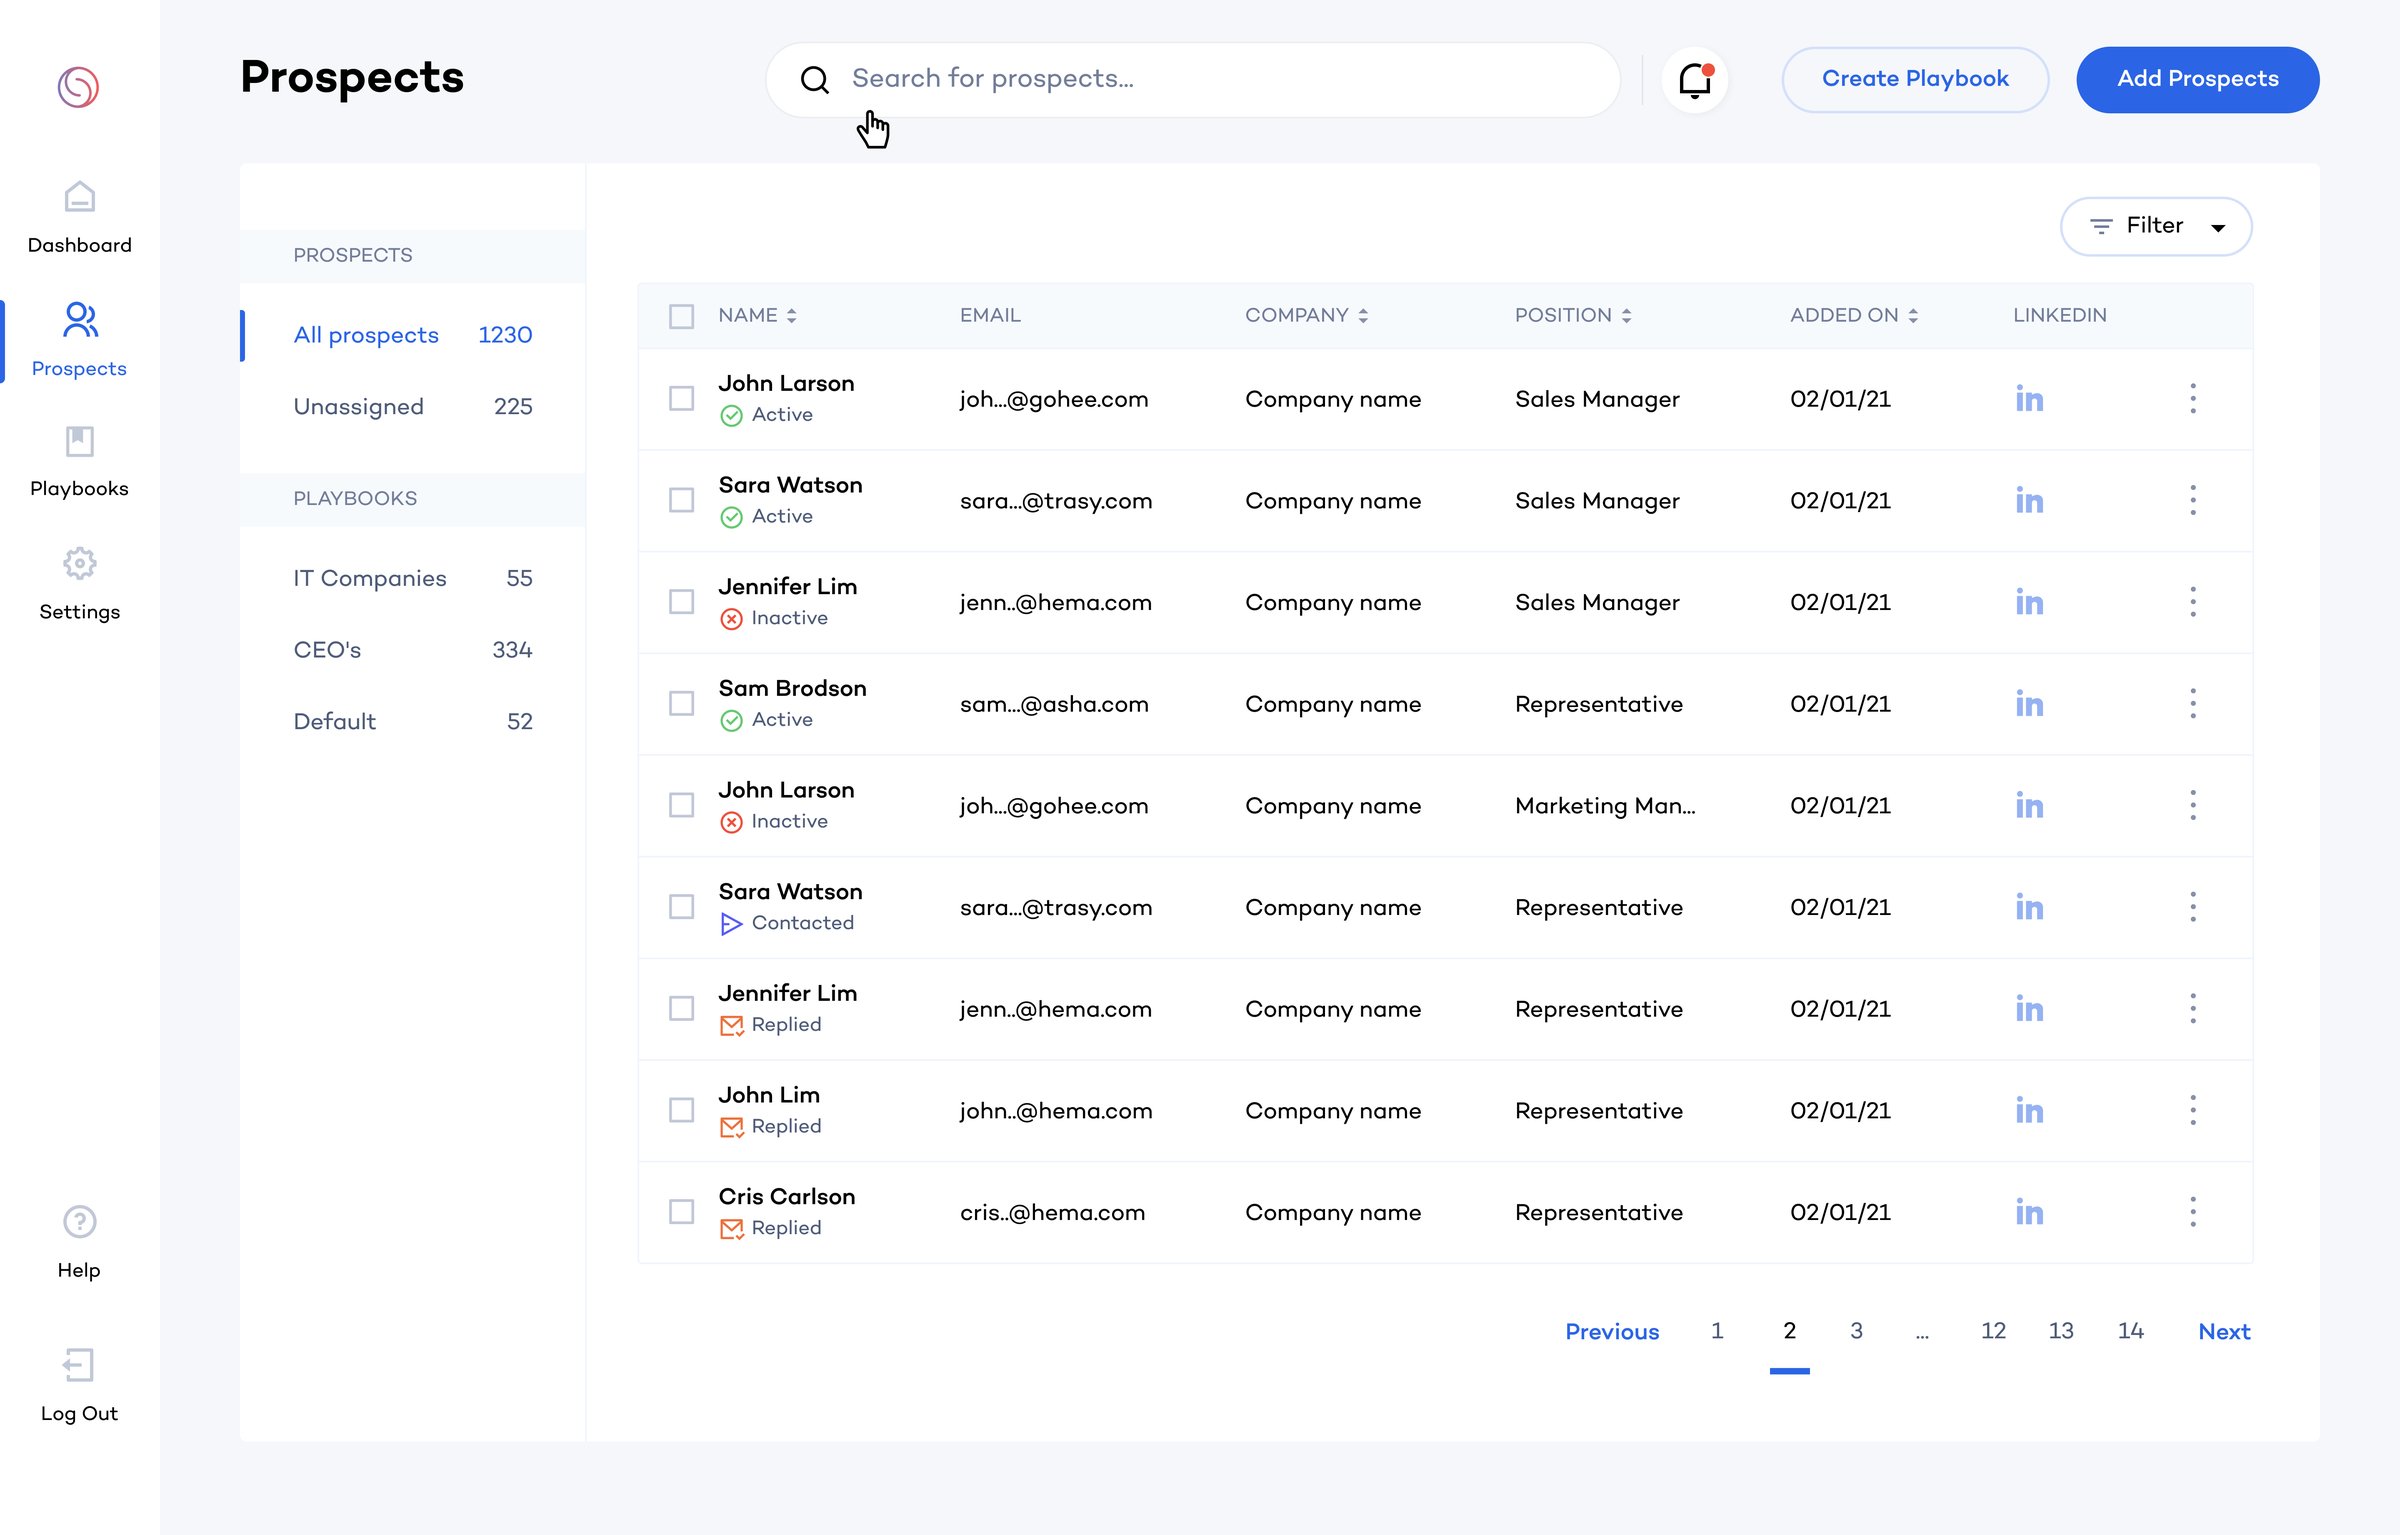 Prospects
Search for prospects...
Create Playbook
Add Prospects
Dashboard
Prospects
Playbooks
Settings
Help
Log Out
PROSPECTS
All prospects 1230
Unassigned 225
PLAYBOOKS
IT Companies 55
CEO's 334
Default 52
Filter
NAME EMAIL COMPANY POSITION ADDED ON LINKEDIN
John Larson
Active
joh...@gohee.com Company name Sales Manager 02/01/21 in
Sara Watson
Active
sara...@trasy.com Company name Sales Manager 02/01/21 in
Jennifer Lim
Inactive
jenn..@hema.com Company name Sales Manager 02/01/21 in
Sam Brodson
Active
sam...@asha.com Company name Representative 02/01/21 in
John Larson
Inactive
joh...@gohee.com Company name Marketing Man... 02/01/21 in
Sara Watson
Contacted
sara...@trasy.com Company name Representative 02/01/21 in
Jennifer Lim
Replied
jenn..@hema.com Company name Representative 02/01/21 in
John Lim
Replied
john..@hema.com Company name Representative 02/01/21 in
Cris Carlson
Replied
cris..@hema.com Company name Representative 02/01/21 in
Previous 1 2 3 ... 12 13 14 Next